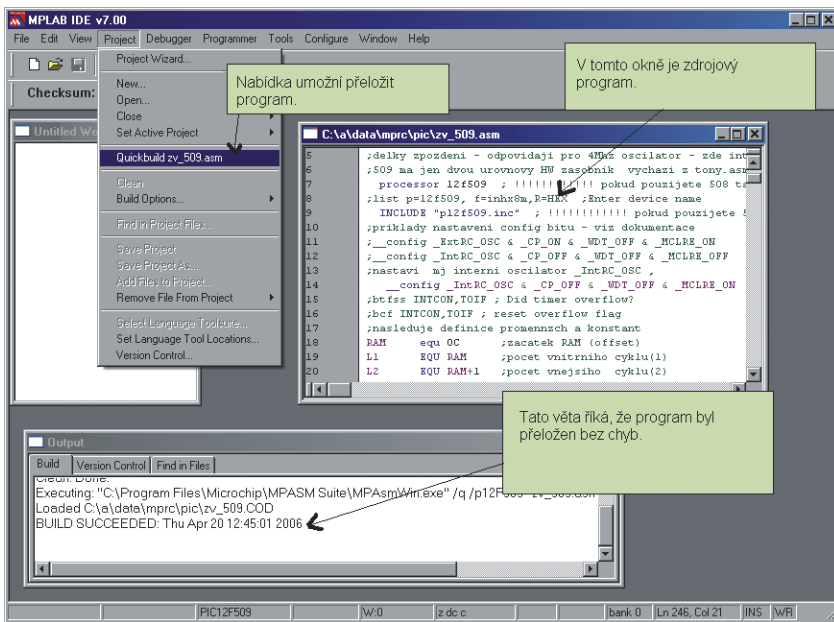 MPLAB IDE v7.00
File Edit View Project Debugger Programmer Tools Configure Window Help
Checksum:
Project Wizard...
New...
Open...
Close
Set Active Project
Quickbuild zv_509.asm
Clean
Build Options...
Find in Project Files...
Save Project
Save Project As...
Add Files to Project...
Remove File From Project
Select Language Toolsuite...
Set Language Tool Locations...
Version Control...
Nabídka umožní přeložit
program.
V tomto okně je zdrojový
program.
Untitled
C:\a\data\mprc\pic\zv_509.asm
5 ;delky zpozdeni - odpovidaji pro 4Mhz oscilator - zde
6 ;509 ma jen dvou urovnovy HW zasobnik vychazi z tony.asm
7 processor 12f509 ; !!!!!!!!!!!!! pokud pouzijete 508
8 ;list p=12f509, f=inhx8m,R=HEX ;Enter device name
9 INCLUDE "p12f509.inc" ; !!!!!!!!!!!! pokud pouzijete
10 ;priklady nastaveni config bitu - viz dokumentace
11 ;__config _ExtRC_OSC & _CP_ON & _WDT_OFF & _MCLRE_ON
12 ;__config _IntRC_OSC & _CP_OFF & _WDT_OFF & _MCLRE_OFF
13 ;nastavi mj interni oscilator _IntRC_OSC ,
14 __config _IntRC_OSC & _CP_OFF & _WDT_OFF & _MCLRE_ON
15 ;btfss INTCON,TOIF ; Did timer overflow?
16 ;bcf INTCON,TOIF ; reset overflow flag
17 ;nasleduje definice promennzch a konstant
18 RAM equ 0C ;zacatek RAM (offset)
19 L1 EQU RAM ;pocet vnitrniho cyklu(1)
20 L2 EQU RAM+1 ;pocet vnejsiho cyklu(2)
Tato věta říká, že program byl
přeložen bez chyb.
Output
Build Version Control Find in Files
Clean: Done.
Executing: "C:\Program Files\Microchip\MPASM Suite\MPAsmWin.exe" /q /p12F509
Loaded C:\a\data\mprc\pic\zv_509.COD
BUILD SUCCEEDED: Thu Apr 20 12:45:01 2006
PIC12F509 W:0 z dc c bank 0 Ln 246, Col 21 INS WR